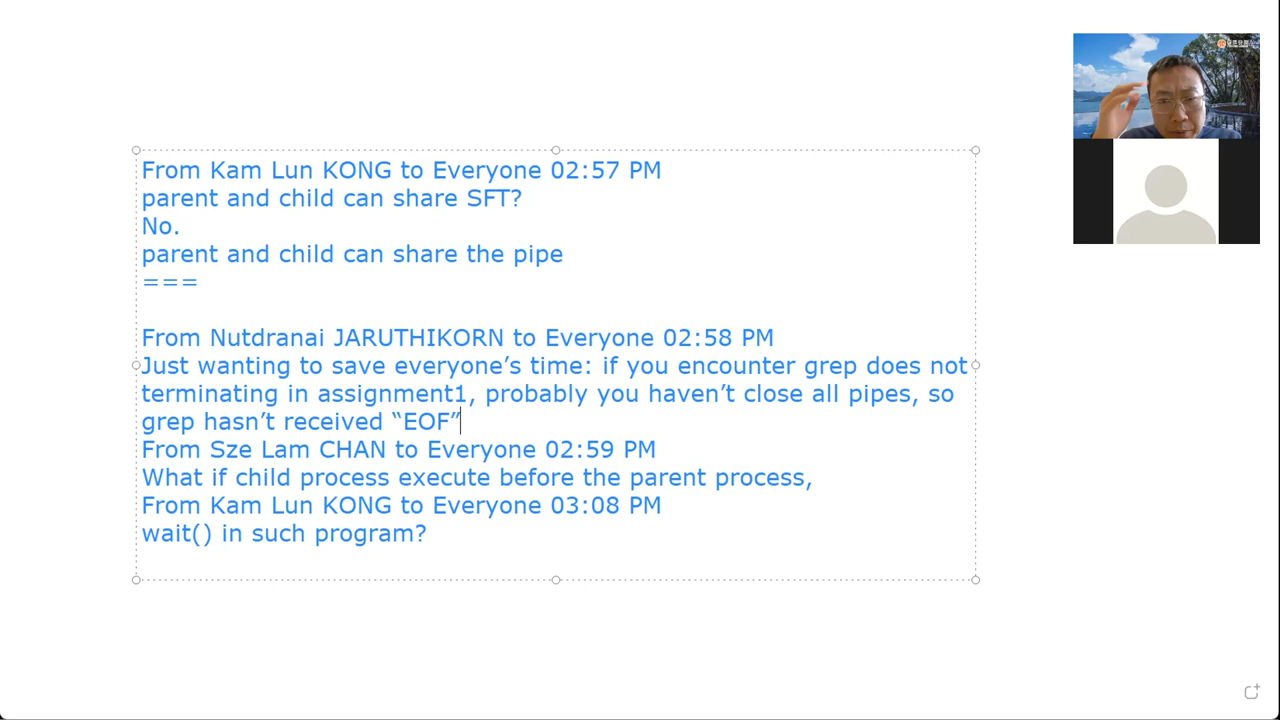 From Kam Lun KONG to Everyone 02:57 PM
parent and child can share SFT?
No.
parent and child can share the pipe
===
From Nutdranai JARUTHIKORN to Everyone 02:58 PM
Just wanting to save everyone’s time: if you encounter grep does not
terminating in assignment1, probably you haven’t close all pipes, so
grep hasn’t received “EOF”
From Sze Lam CHAN to Everyone 02:59 PM
What if child process execute before the parent process,
From Kam Lun KONG to Everyone 03:08 PM
wait() in such program?